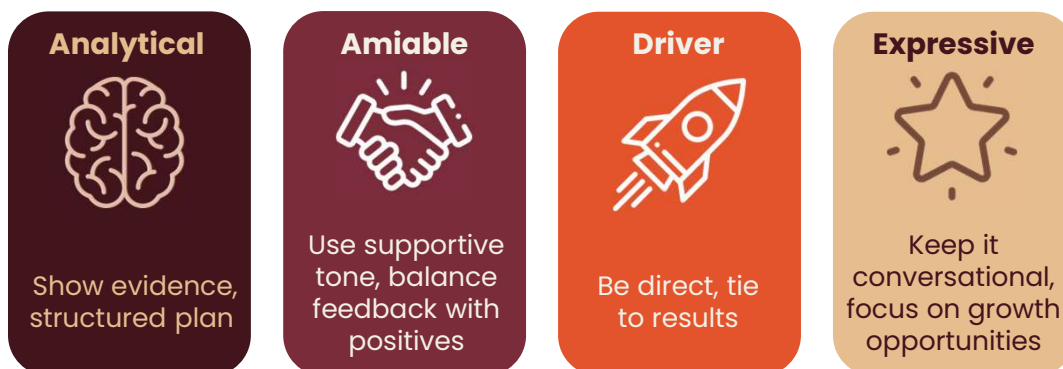 Analytical
Show evidence,
structured plan
Amiable
Use supportive
tone, balance
feedback with
positives
Driver
Be direct, tie
to results
Expressive
Keep it
conversational,
focus on growth
opportunities